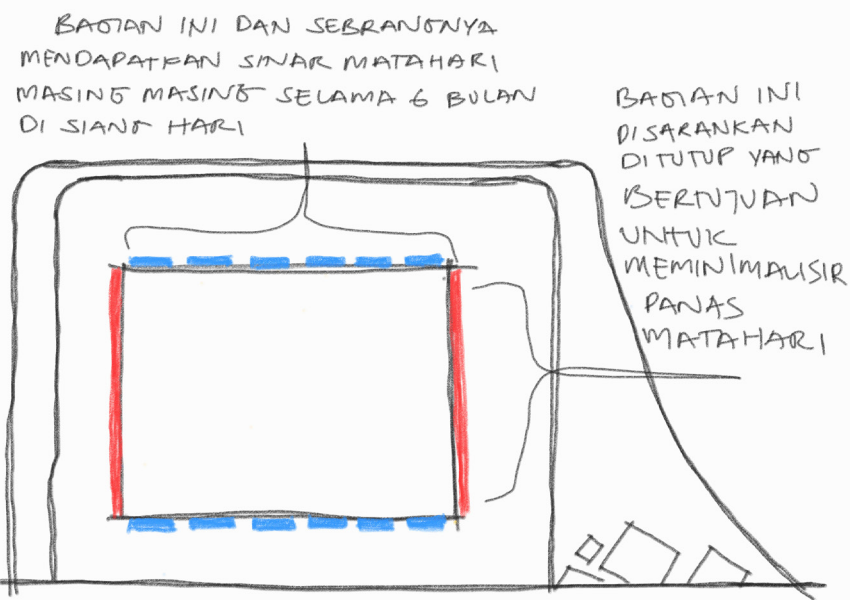 BAGIAN INI DAN SEBRANGNYA
MENDAPATKAN SINAR MATAHARI
MASING MASING SELAMA 6 BULAN
DI SIANG HARI
BAGIAN INI
DISARANKAN
DITUTUP YANG
BERTUJUAN
UNTUK
MEMINIMALISIR
PANAS
MATAHARI